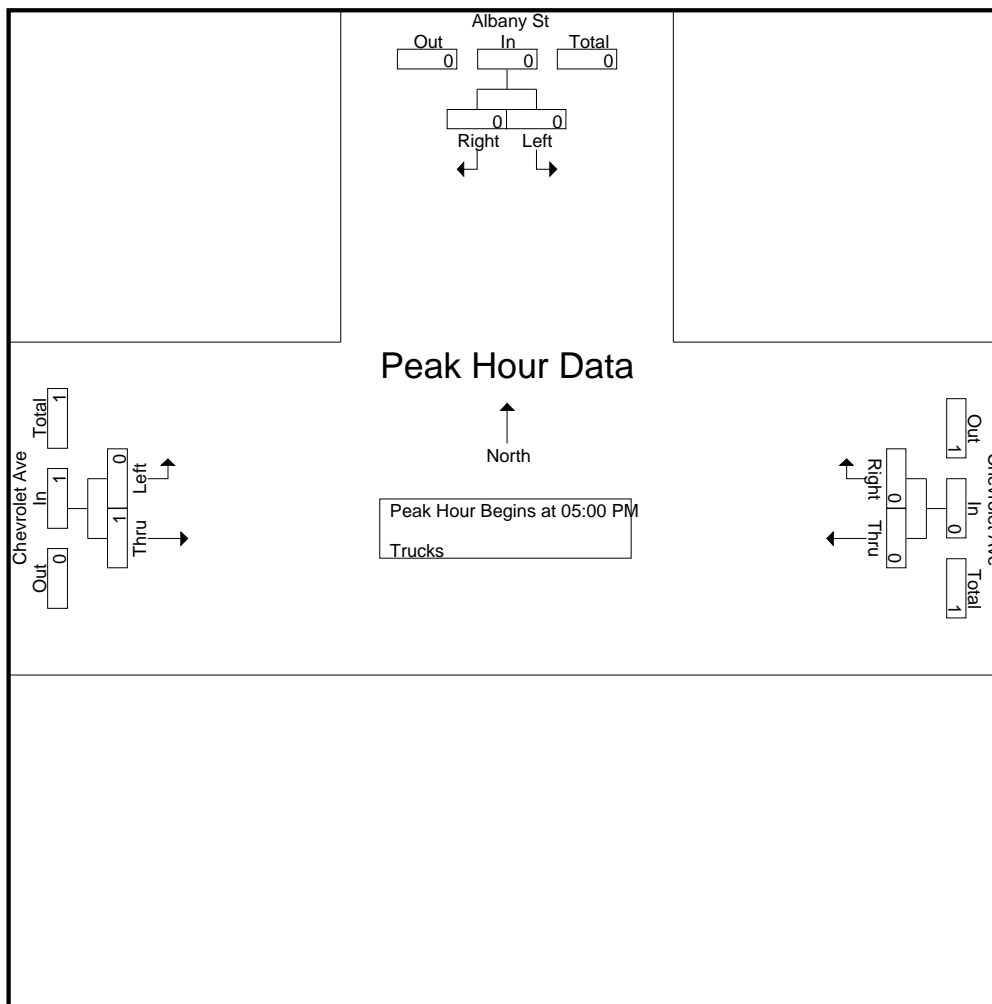 Albany St
Out In Total
0 0 0
0 0
Right Left
Peak Hour Data
North
Peak Hour Begins at 05:00 PM
Trucks
Chevrolet Ave
Out In Total
0 1 1
Thru Left
1 0
Out In Total
1 0 1
Right Thru
0 0